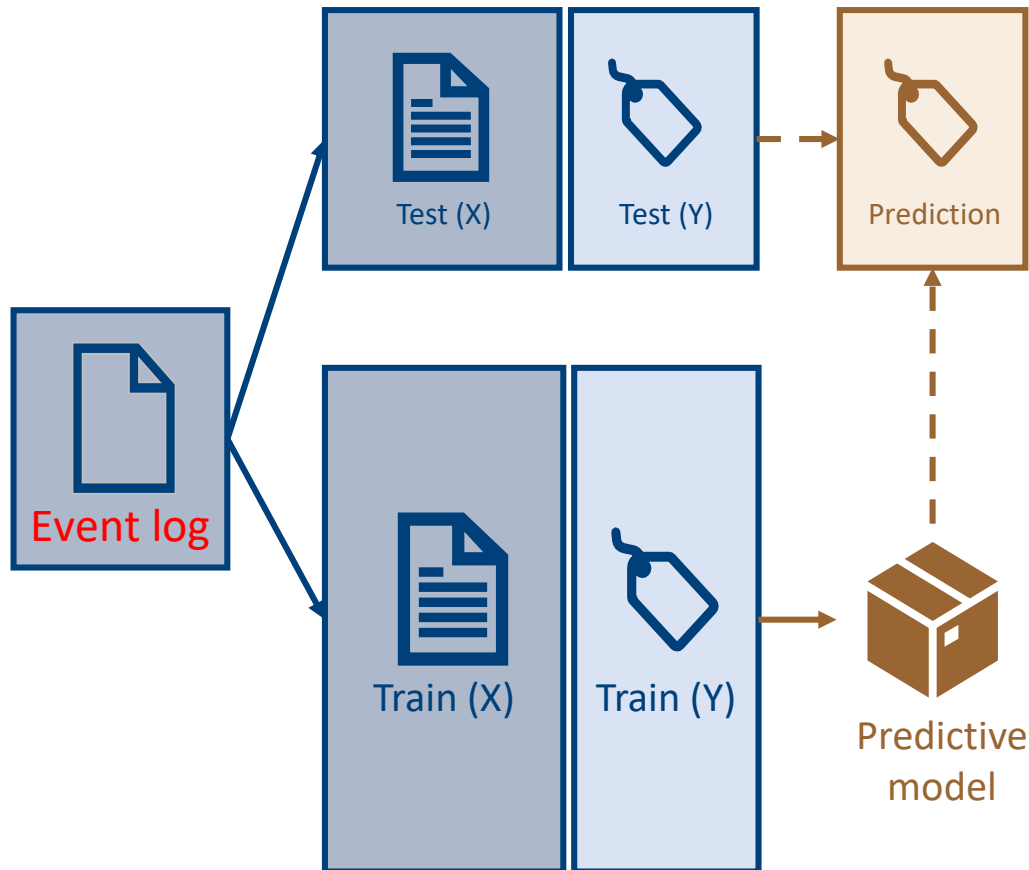 Test (X)
Test (Y)
Prediction
Event log
Train (X)
Train (Y)
Predictive
model